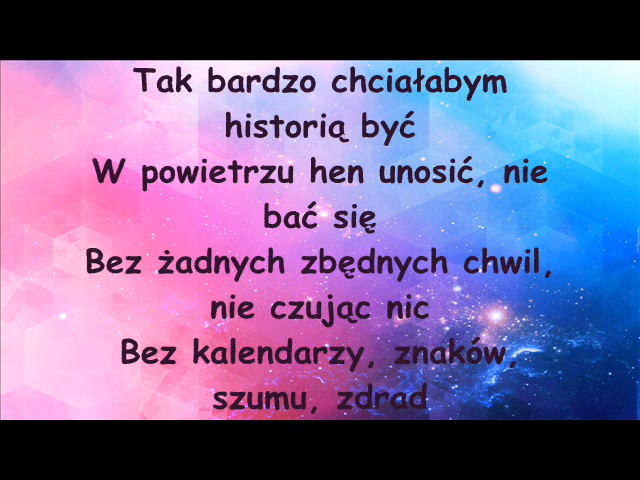 Tak bardzo chciałabym
historią być
W powietrzu hen unosić, nie
bać się
Bez żadnych zbędnych chwil,
nie czując nic
Bez kalendarzy, znaków,
szumu, zdrad